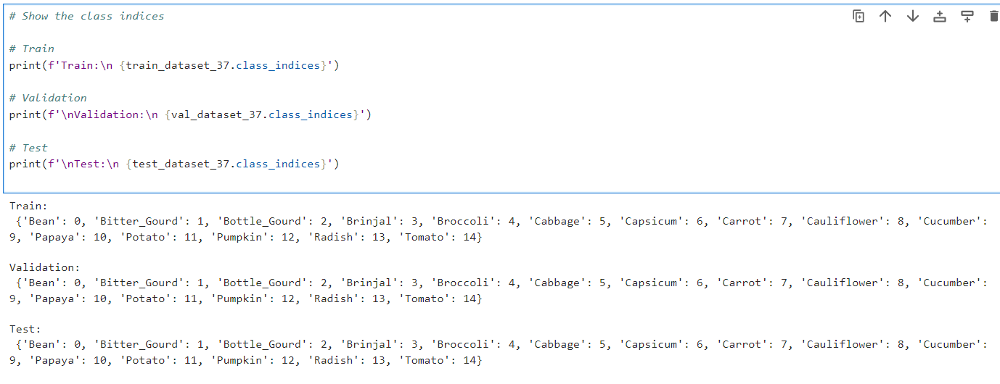 # Show the class indices
# Train
print(f'Train:\n {train_dataset_37.class_indices}')
# Validation
print(f'\nValidation:\n {val_dataset_37.class_indices}')
# Test
print(f'\nTest:\n {test_dataset_37.class_indices}')
Train:
{'Bean': 0, 'Bitter_Gourd': 1, 'Bottle_Gourd': 2, 'Brinjal': 3, 'Broccoli': 4, 'Cabbage': 5, 'Capsicum': 6, 'Carrot': 7, 'Cauliflower': 8, 'Cucumber':
9, 'Papaya': 10, 'Potato': 11, 'Pumpkin': 12, 'Radish': 13, 'Tomato': 14}
Validation:
{'Bean': 0, 'Bitter_Gourd': 1, 'Bottle_Gourd': 2, 'Brinjal': 3, 'Broccoli': 4, 'Cabbage': 5, 'Capsicum': 6, 'Carrot': 7, 'Cauliflower': 8, 'Cucumber':
9, 'Papaya': 10, 'Potato': 11, 'Pumpkin': 12, 'Radish': 13, 'Tomato': 14}
Test:
{'Bean': 0, 'Bitter_Gourd': 1, 'Bottle_Gourd': 2, 'Brinjal': 3, 'Broccoli': 4, 'Cabbage': 5, 'Capsicum': 6, 'Carrot': 7, 'Cauliflower': 8, 'Cucumber':
9, 'Papaya': 10, 'Potato': 11, 'Pumpkin': 12, 'Radish': 13, 'Tomato': 14}